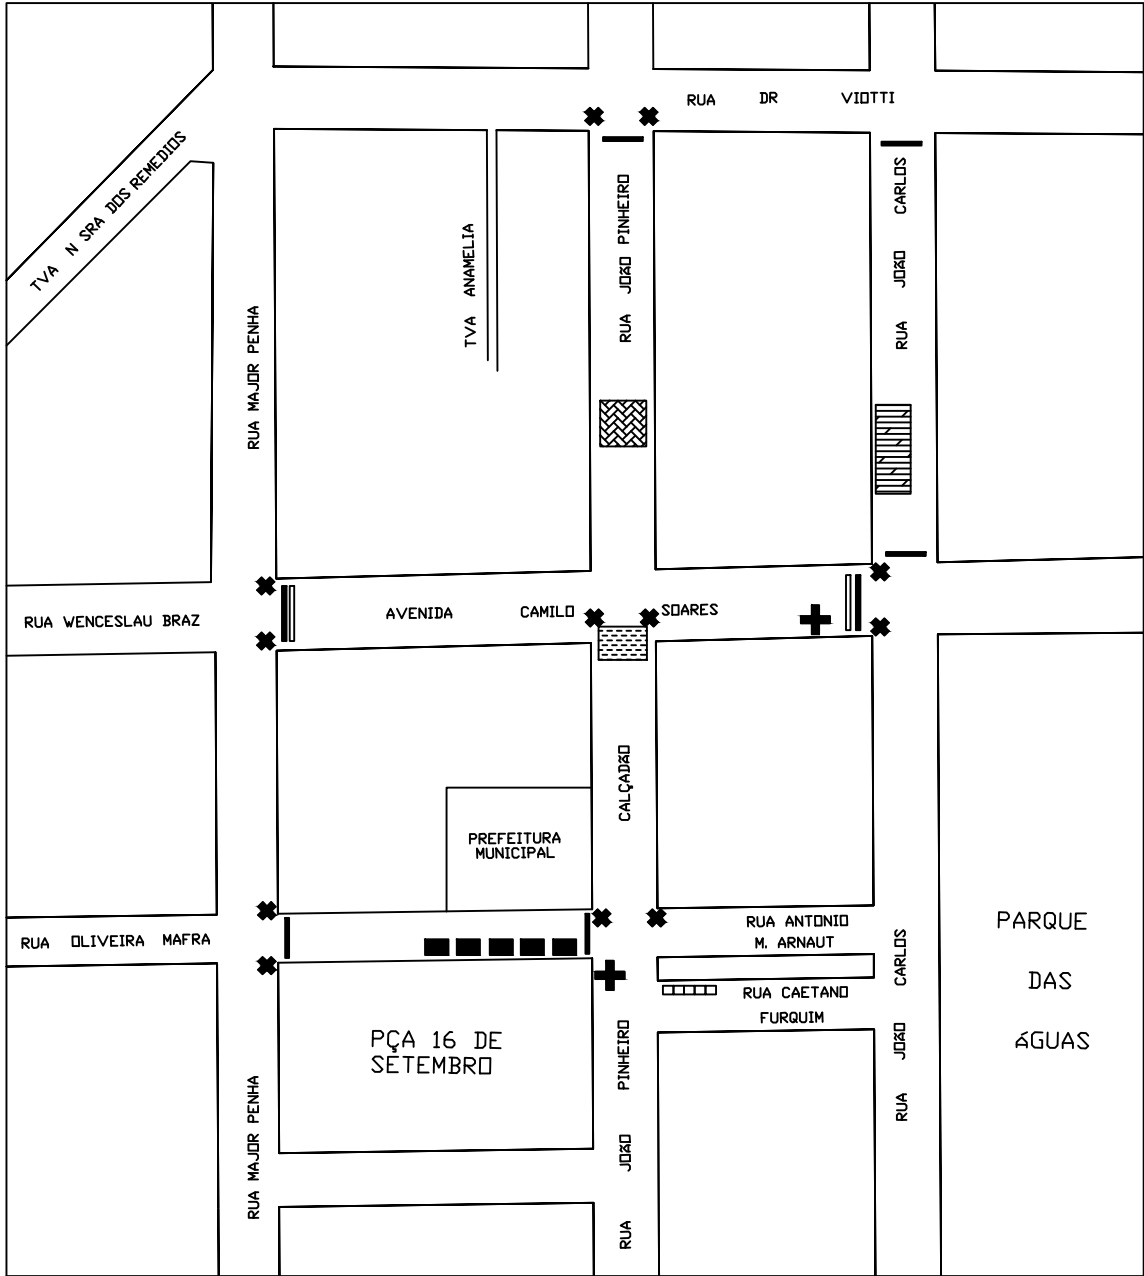 RUA DR VIOTTI
TVA N SRA DOS REMEDIOS
RUA MAJOR PENHA
TVA ANAMELIA
RUA JOÃO PINHEIRO
RUA JOÃO CARLOS
RUA WENCESLAU BRAZ
AVENIDA CAMILO SOARES
CALÇADÃO
PREFEITURA
MUNICIPAL
RUA OLIVEIRA MAFRA
RUA ANTONIO
M. ARNAUT
RUA CAETANO
FURQUIM
PARQUE
DAS
ÁGUAS
PÇA 16 DE
SETEMBRO
RUA MAJOR PENHA
RUA JOÃO PINHEIRO
RUA JOÃO CARLOS